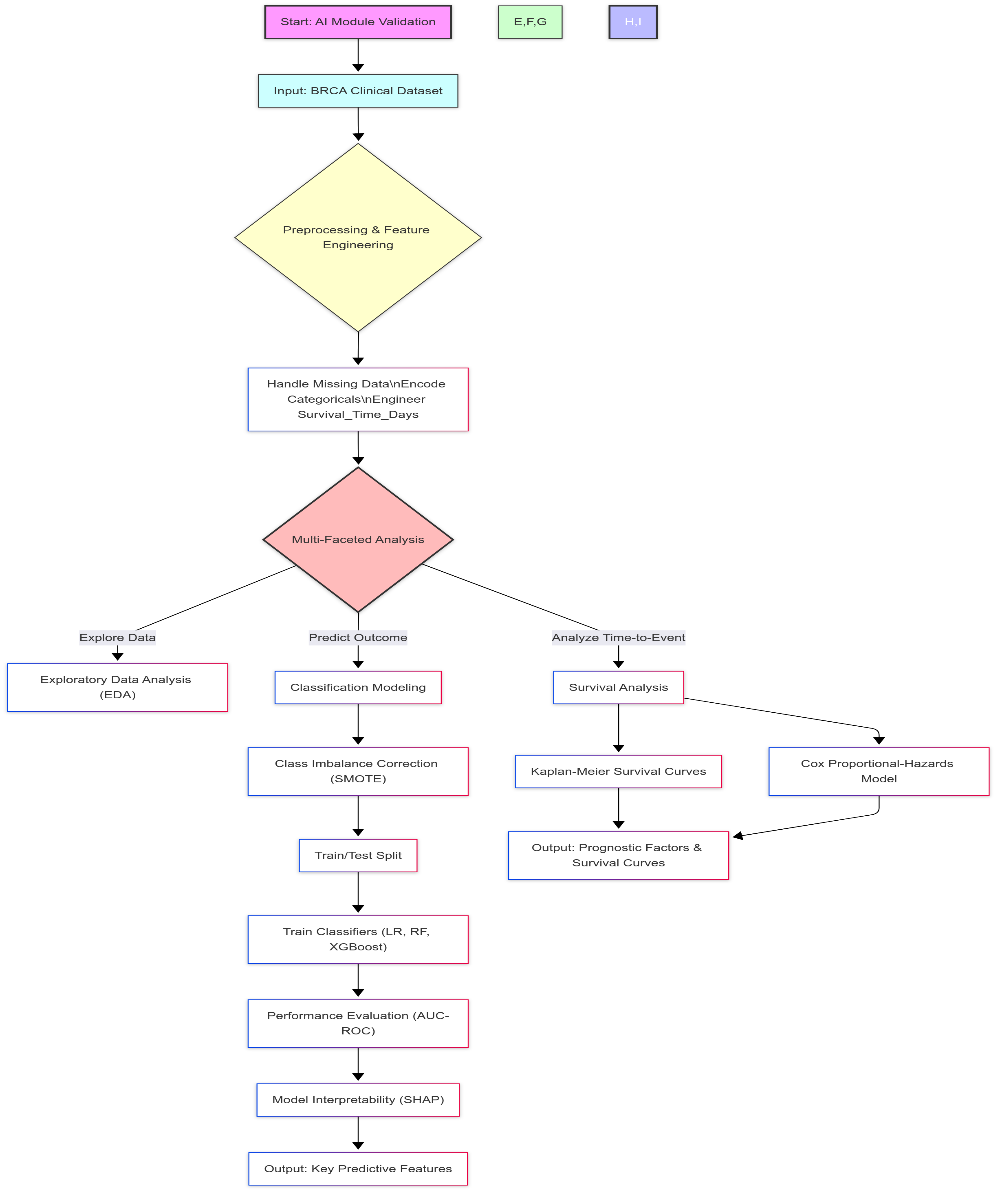 Start: AI Module Validation
E,F,G
H,I
Input: BRCA Clinical Dataset
Preprocessing & Feature
Engineering
Handle Missing Data\nEncode
Categoricals\nEngineer
Survival_Time_Days
Multi-Faceted Analysis
Explore Data
Predict Outcome
Analyze Time-to-Event
Exploratory Data Analysis
(EDA)
Classification Modeling
Survival Analysis
Class Imbalance Correction
(SMOTE)
Kaplan-Meier Survival Curves
Cox Proportional-Hazards
Model
Train/Test Split
Output: Prognostic Factors &
Survival Curves
Train Classifiers (LR, RF,
XGBoost)
Performance Evaluation (AUC-
ROC)
Model Interpretability (SHAP)
Output: Key Predictive Features